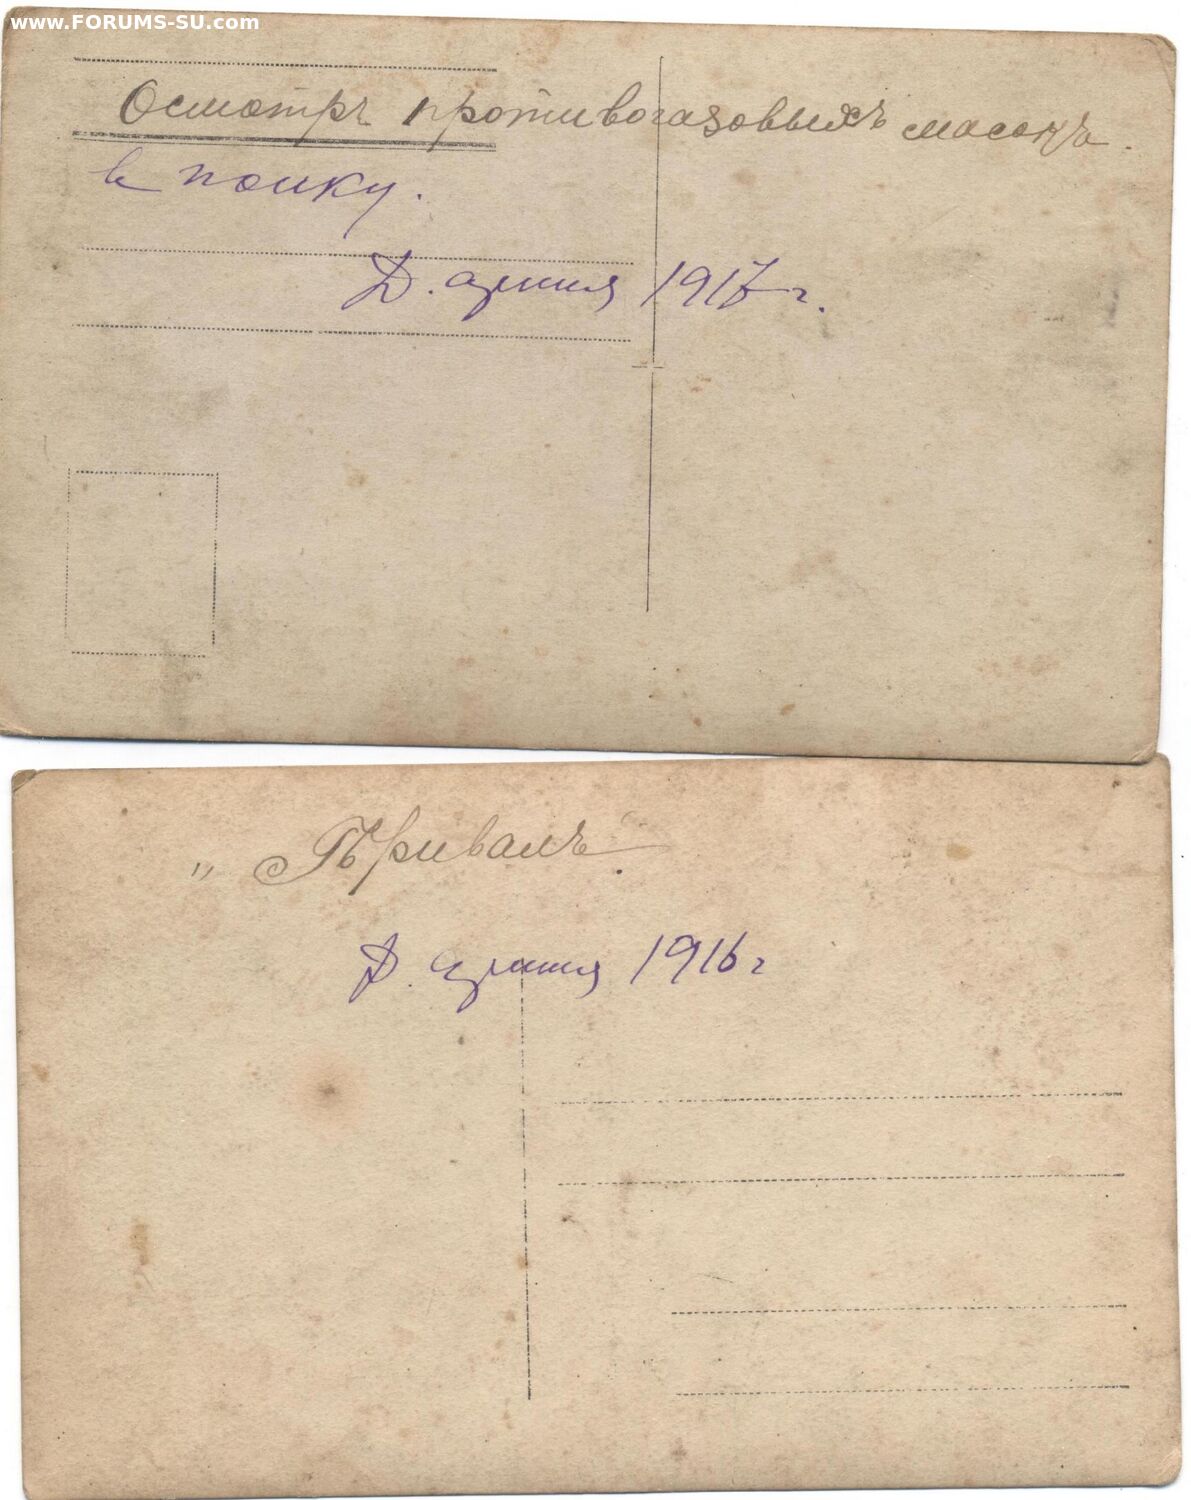 www.FORUMS-SU.com
Осмотръ противогазовыхъ масокъ.
в полку.
Д. армия 1917 г.
„Привалъ"
Д. армия 1916 г